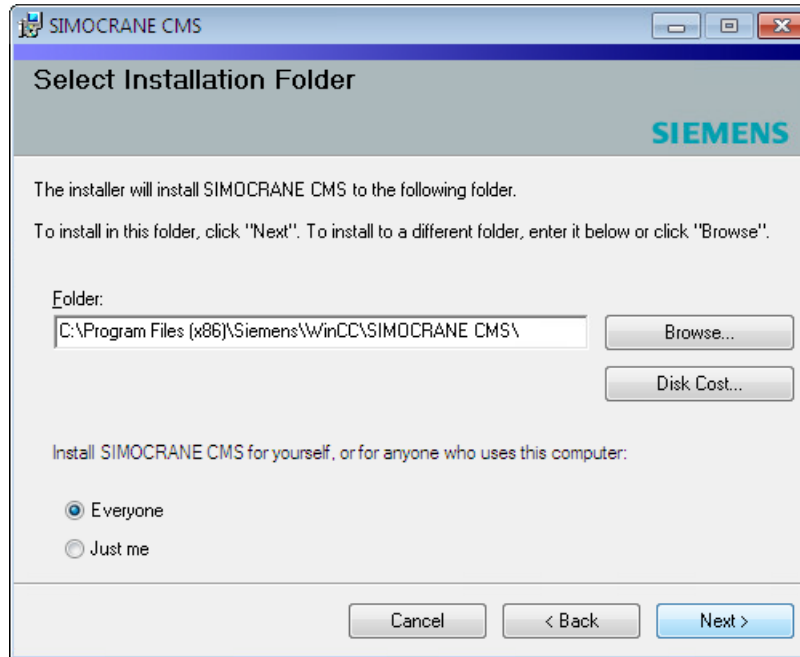 SIMOCRANE CMS
Select Installation Folder
SIEMENS
The installer will install SIMOCRANE CMS to the following folder.
To install in this folder, click "Next". To install to a different folder, enter it below or click "Browse".
Folder:
C:\Program Files (x86)\Siemens\WinCC\SIMOCRANE CMS\
Browse...
Disk Cost...
Install SIMOCRANE CMS for yourself, or for anyone who uses this computer:
Everyone
Just me
Cancel
< Back
Next >